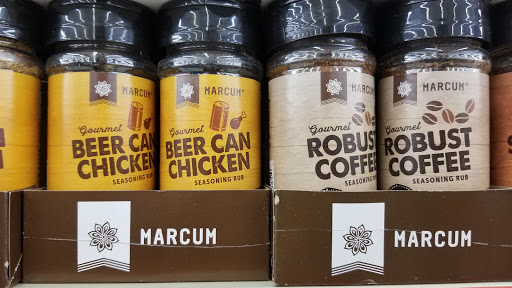 MARCUM®
Gourmet
BEER CAN
CHICKEN
SEASONING RUB
MARCUM®
Gourmet
BEER CAN
CHICKEN
SEASONING RUB
MARCUM®
Gourmet
ROBUST
COFFEE
SEASONING RUB
MARCUM®
Gourmet
ROBUST
COFFEE
SEASONING RUB
MARCUM
MARCUM